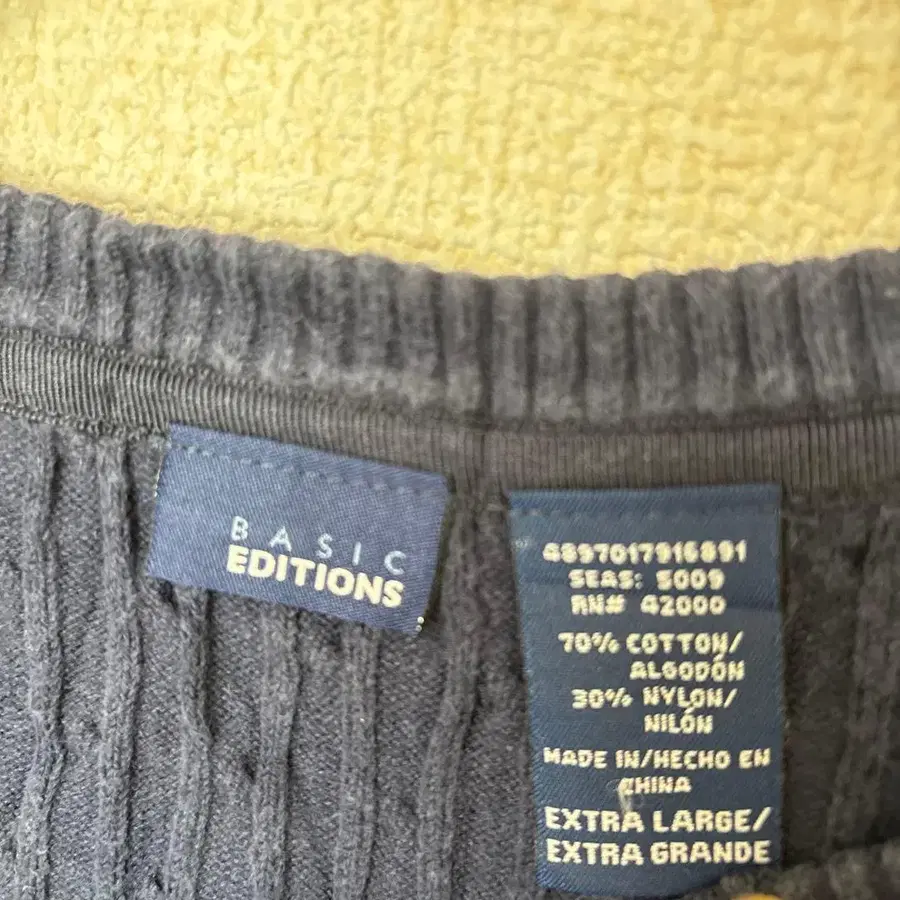 BASIC
EDITIONS
4897017916891
SEAS: S009
RN# 42000
70% COTTON/
ALGODÓN
30% NYLON/
NILÓN
MADE IN/HECHO EN
CHINA
EXTRA LARGE/
EXTRA GRANDE